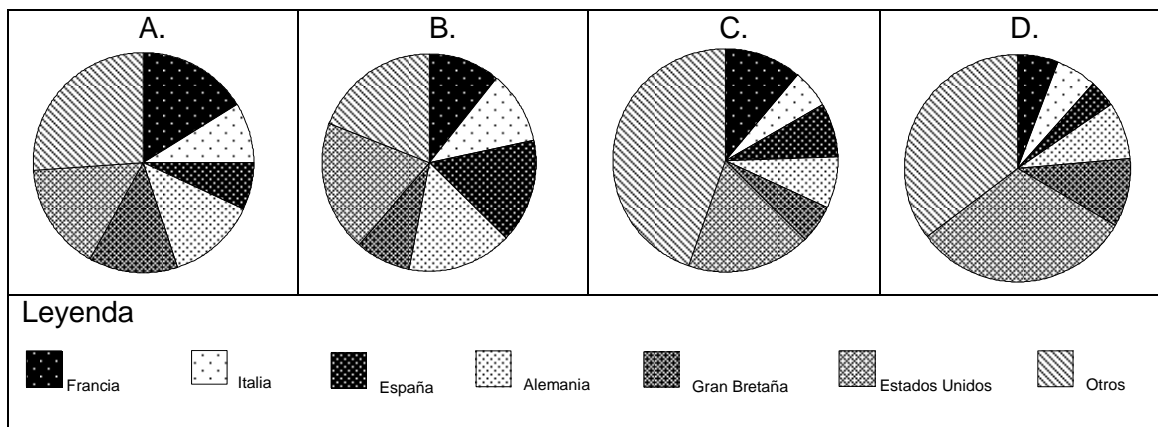 A. B. C. D.
Leyenda
Francia Italia España Alemania Gran Bretaña Estados Unidos Otros